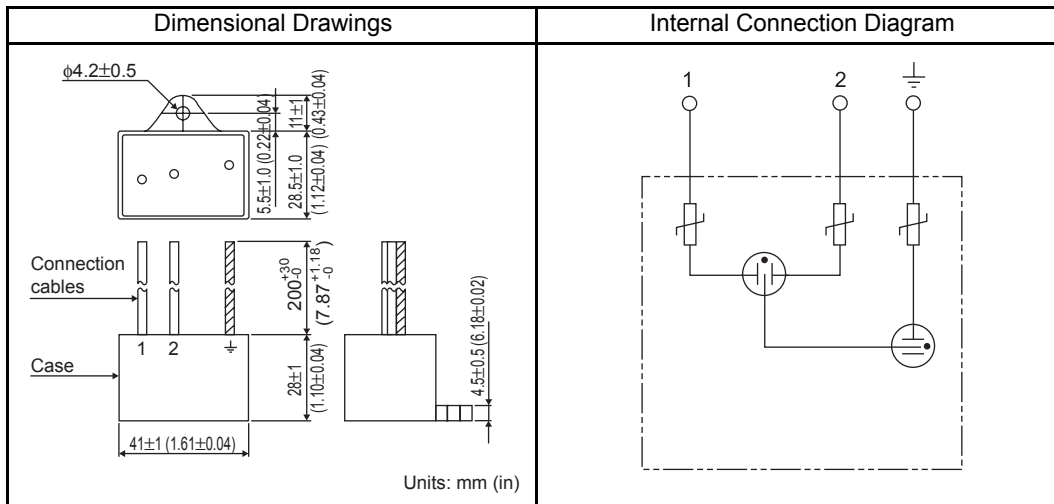 Dimensional Drawings
Internal Connection Diagram
φ4.2±0.5
11±1
(0.43±0.04)
5.5±1.0 (0.22±0.04)
28.5±1.0
(1.12±0.04)
Connection
cables
200+30-0
(7.87+1.18-0)
1 2
Case
28±1
(1.10±0.04)
4.5±0.5 (6.18±0.02)
41±1 (1.61±0.04)
Units: mm (in)
1 2